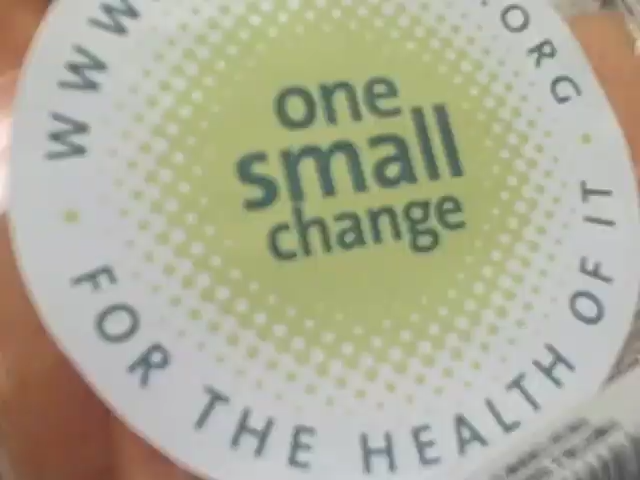 one
small
change
WWW
.ORG
FOR THE HEALTH OF IT